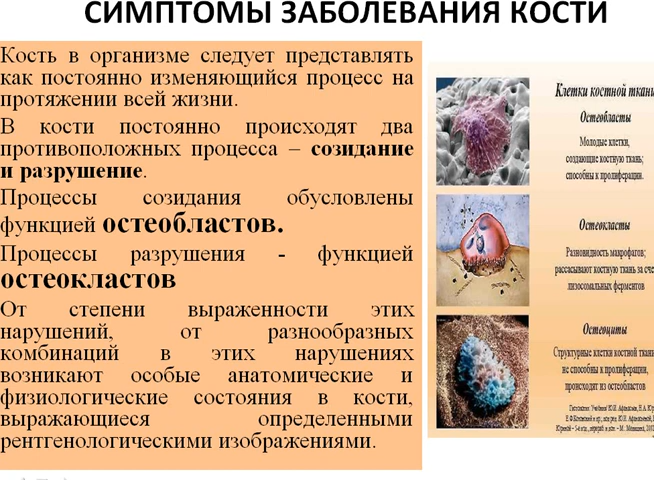 СИМПТОМЫ ЗАБОЛЕВАНИЯ КОСТИ
Кость в организме следует представлять
как постоянно изменяющийся процесс на
протяжении всей жизни.
В кости постоянно происходят два
противоположных процесса – созидание
и разрушение.
Процессы созидания обусловлены
функцией остеобластов.
Процессы разрушения - функцией
остеокластов
От степени выраженности этих
нарушений, от разнообразных
комбинаций в этих нарушениях
возникают особые анатомические и
физиологические состояния в кости,
выражающиеся определенными
рентгенологическими изображениями.
Клетки костной ткани
Остеобласты
Молодые клетки,
создающие костную ткань;
способны к пролиферации.
Остекласты
Разновидность макрофагов;
рассасывают костную ткань за сче
лизосомальных ферментов
Остеоциты
Структурные клетки костной ткани
не способны к пролиферации,
происходят из остеобластов